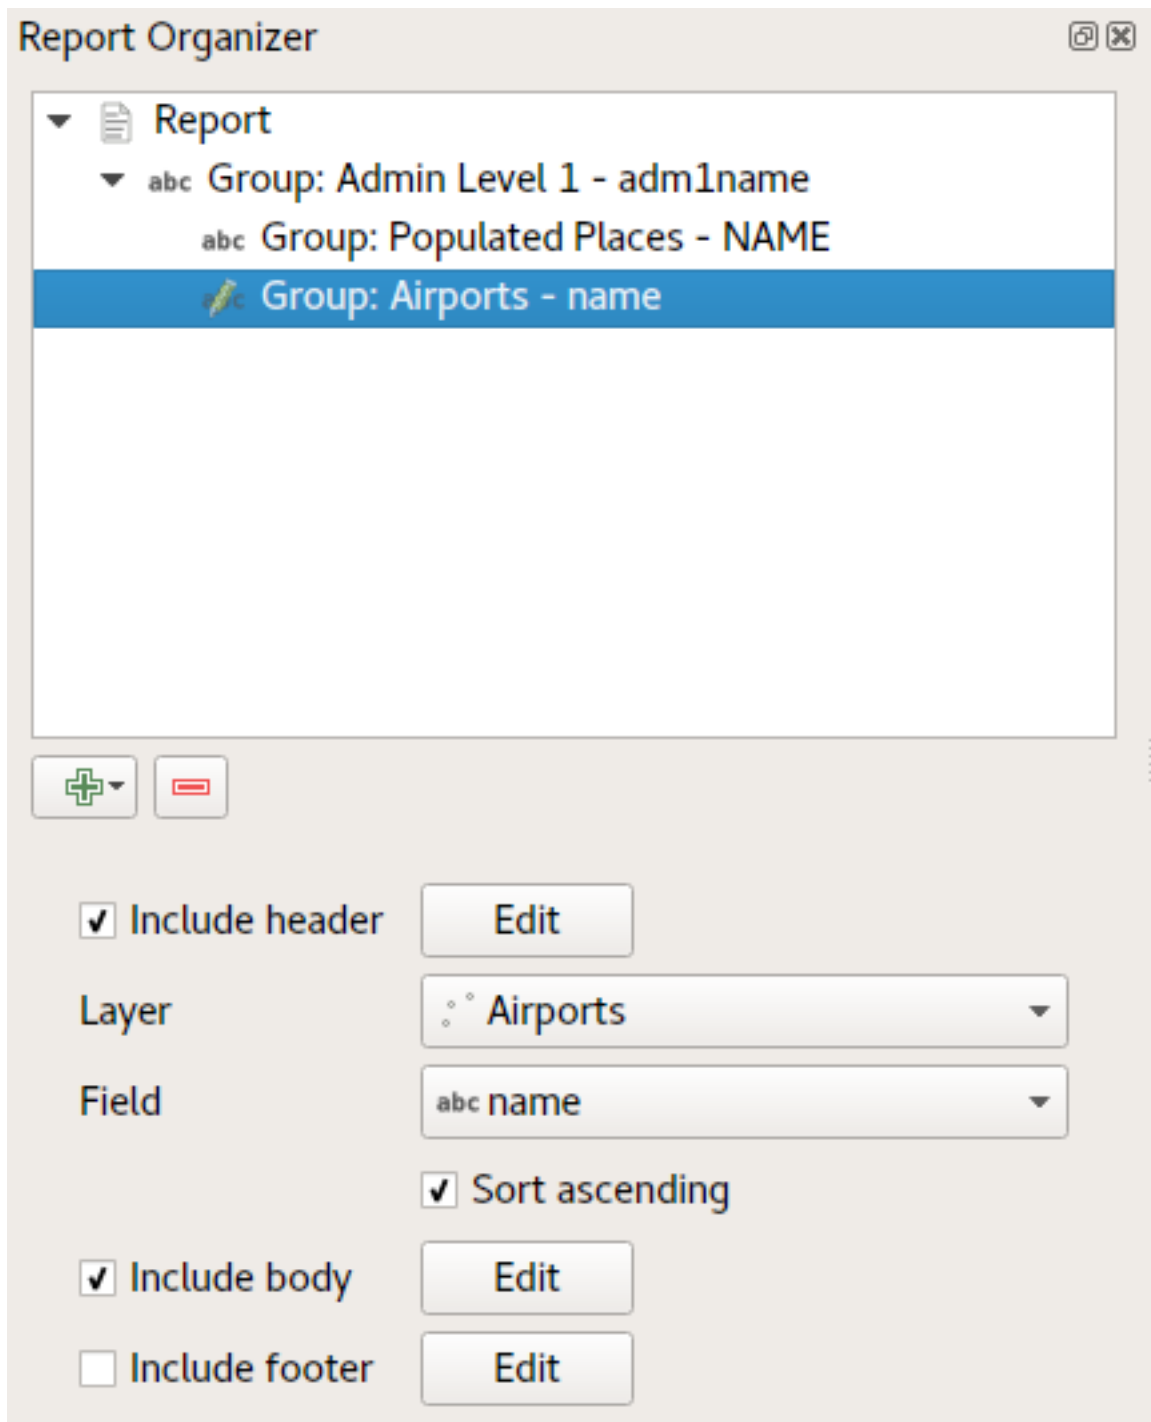 Report Organizer
Report
abc Group: Admin Level 1 - adm1name
abc Group: Populated Places - NAME
Group: Airports - name
Include header Edit
Layer Airports
Field abc name
Sort ascending
Include body Edit
Include footer Edit